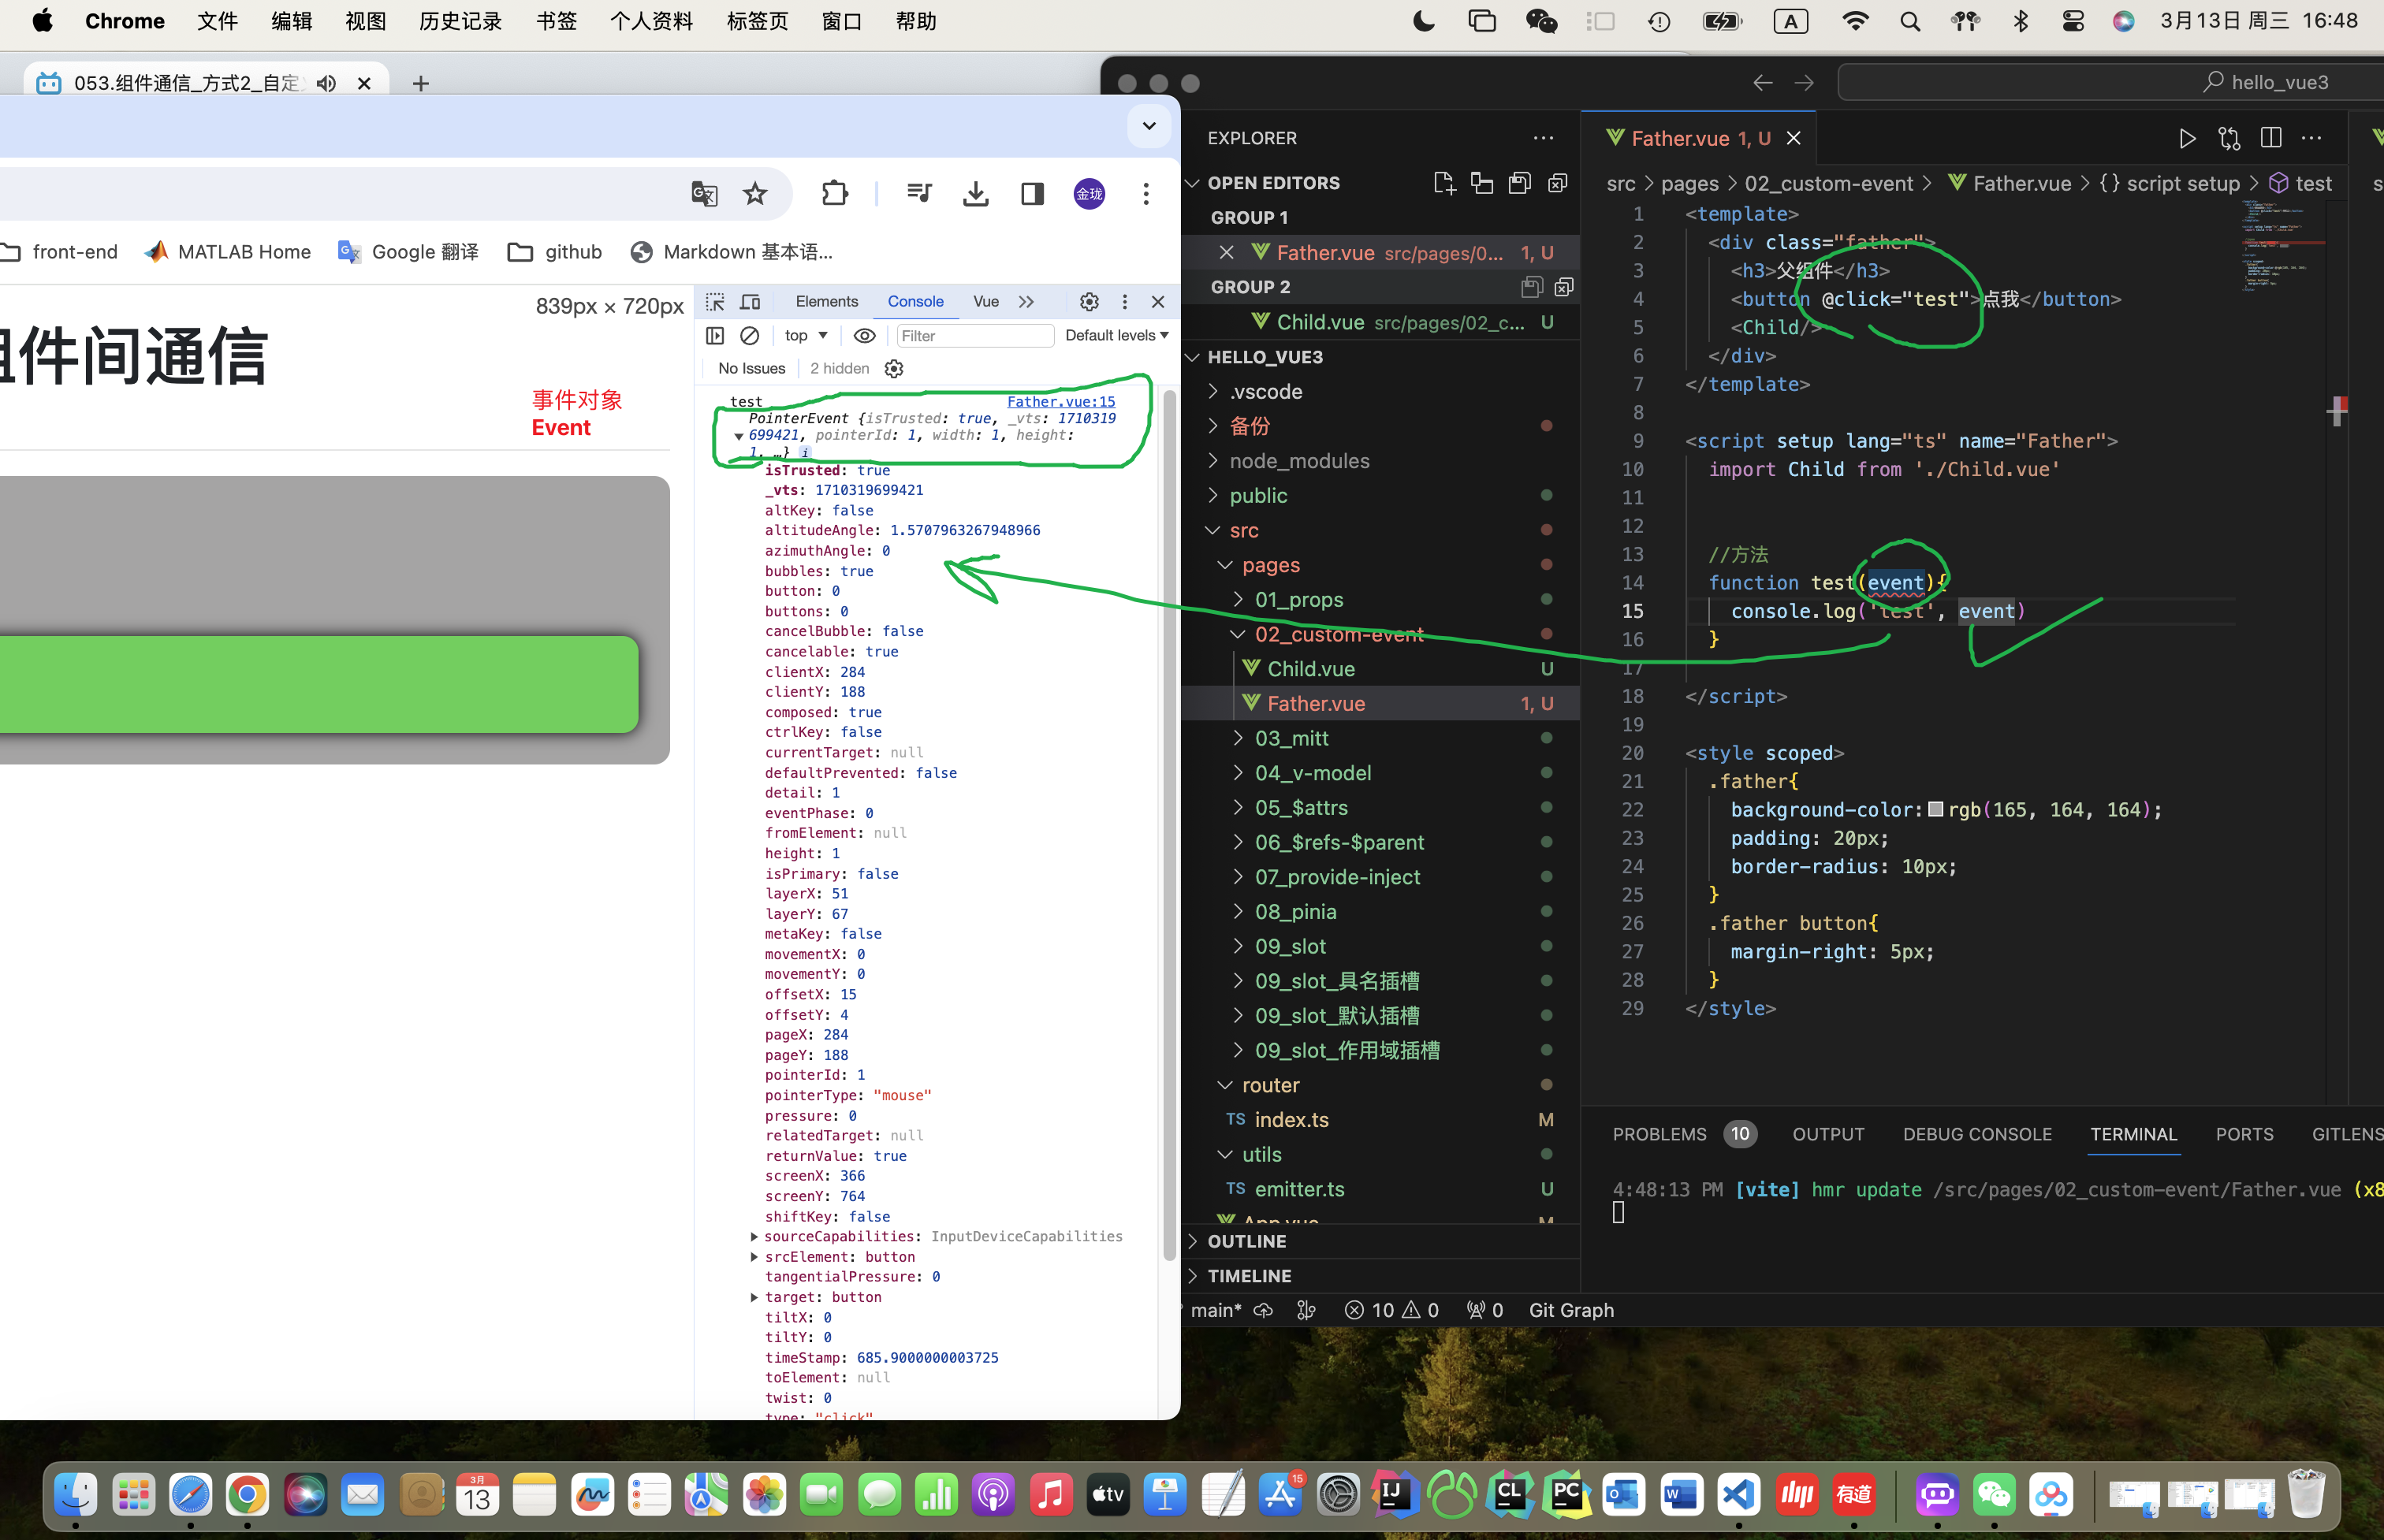 Chrome 文件 编辑 视图 历史记录 书签 个人资料 标签页 窗口 帮助
A 3月13日 周三 16:48
053.组件通信_方式2_自定
金珑
front-end MATLAB Home Google 翻译 github Markdown 基本语...
839px × 720px
组件间通信
事件对象
Event
Elements Console Vue
top Filter Default levels
No Issues 2 hidden
test Father.vue:15
PointerEvent {isTrusted: true, _vts: 1710319
699421, pointerId: 1, width: 1, height:
1, …} i
isTrusted: true
_vts: 1710319699421
altKey: false
altitudeAngle: 1.5707963267948966
azimuthAngle: 0
bubbles: true
button: 0
buttons: 0
cancelBubble: false
cancelable: true
clientX: 284
clientY: 188
composed: true
ctrlKey: false
currentTarget: null
defaultPrevented: false
detail: 1
eventPhase: 0
fromElement: null
height: 1
isPrimary: false
layerX: 51
layerY: 67
metaKey: false
movementX: 0
movementY: 0
offsetX: 15
offsetY: 4
pageX: 284
pageY: 188
pointerId: 1
pointerType: "mouse"
pressure: 0
relatedTarget: null
returnValue: true
screenX: 366
screenY: 764
shiftKey: false
sourceCapabilities: InputDeviceCapabilities
srcElement: button
tangentialPressure: 0
target: button
tiltX: 0
tiltY: 0
timeStamp: 685.9000000003725
toElement: null
twist: 0
type: "click"
hello_vue3
EXPLORER
OPEN EDITORS
GROUP 1
Father.vue src/pages/0... 1, U
GROUP 2
Child.vue src/pages/02_c... U
HELLO_VUE3
.vscode
备份
node_modules
public
src
pages
01_props
02_custom-event
Child.vue U
Father.vue 1, U
03_mitt
04_v-model
05_$attrs
06_$refs-$parent
07_provide-inject
08_pinia
09_slot
09_slot_具名插槽
09_slot_默认插槽
09_slot_作用域插槽
router
TS index.ts M
utils
TS emitter.ts U
App.vue M
OUTLINE
TIMELINE
Father.vue 1, U
src > pages > 02_custom-event > Father.vue > {} script setup > test
1 <template>
2 <div class="father">
3 <h3>父组件</h3>
4 <button @click="test">点我</button>
5 <Child/>
6 </div>
7 </template>
8
9 <script setup lang="ts" name="Father">
10 import Child from './Child.vue'
11
12
13 //方法
14 function test(event){
15 console.log('test', event)
16 }
17
18 </script>
19
20 <style scoped>
21 .father{
22 background-color: rgb(165, 164, 164);
23 padding: 20px;
24 border-radius: 10px;
25 }
26 .father button{
27 margin-right: 5px;
28 }
29 </style>
PROBLEMS 10 OUTPUT DEBUG CONSOLE TERMINAL PORTS GITLENS
4:48:13 PM [vite] hmr update /src/pages/02_custom-event/Father.vue (x8
main* 10 0 0 Git Graph
3月
13
tv
15
IJ
CL
PC
有道